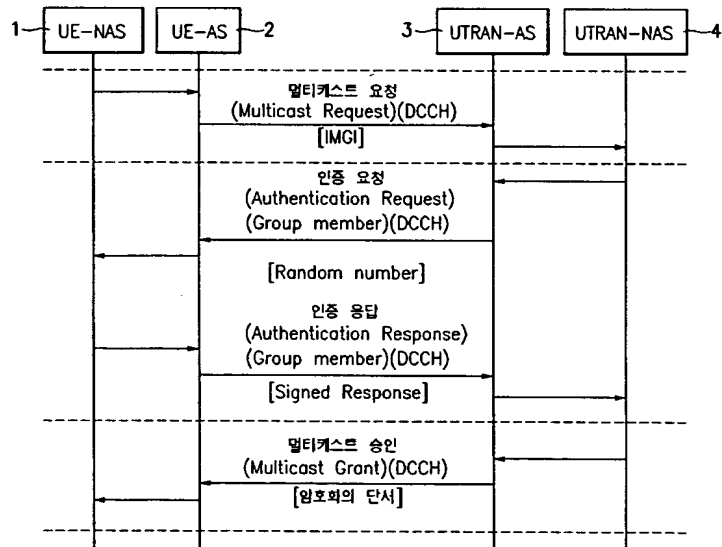 1 UE-NAS UE-AS 2 3 UTRAN-AS UTRAN-NAS 4
멀티캐스트 요청
(Multicast Request)(DCCH)
[IMGI]
인증 요청
(Authentication Request)
(Group member)(DCCH)
[Random number]
인증 응답
(Authentication Response)
(Group member)(DCCH)
[Signed Response]
멀티캐스트 승인
(Multicast Grant)(DCCH)
[암호화의 단서]